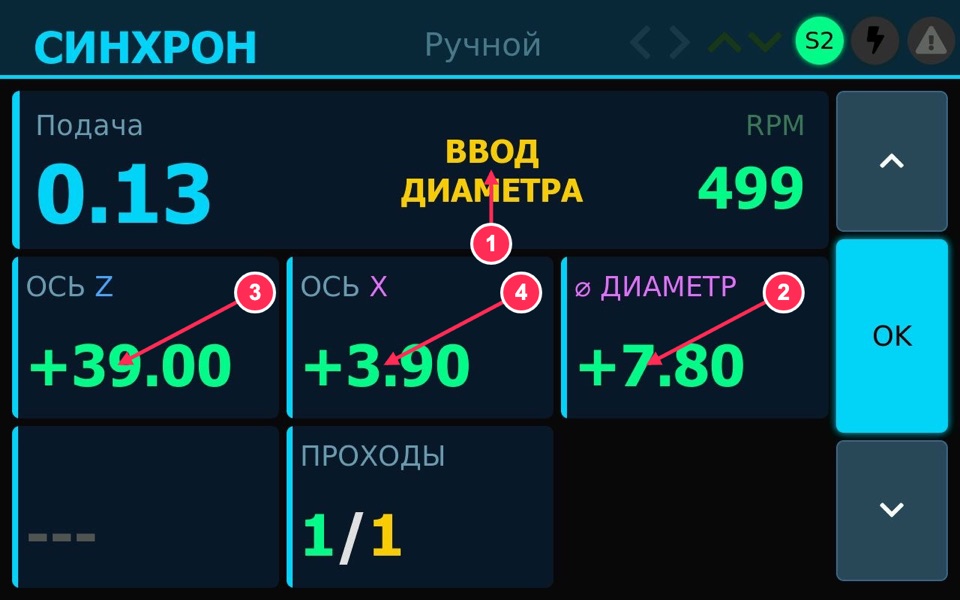 СИНХРОН
Ручной
S2
Подача
0.13
ВВОД
ДИАМЕТРА
RPM
499
1
ОСЬ Z
3
+39.00
ОСЬ X
4
+3.90
⌀ ДИАМЕТР
2
+7.80
OK
---
ПРОХОДЫ
1/1